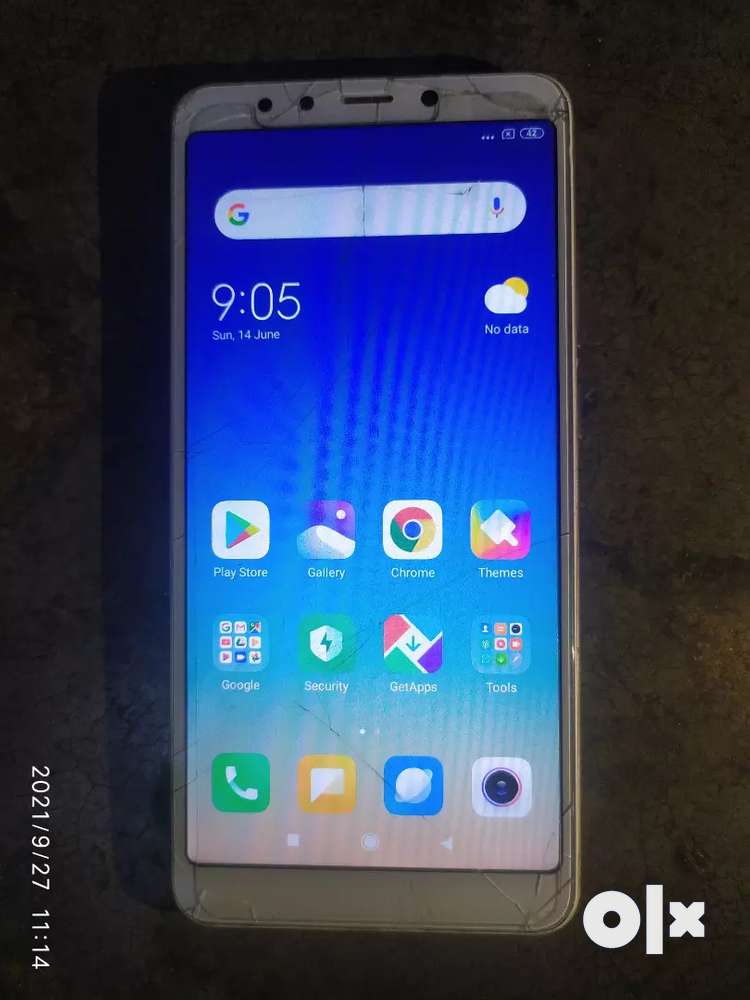 42
9:05
Sun, 14 June
No data
Play Store
Gallery
Chrome
Themes
Google
Security
GetApps
Tools
2021/9/27 11:14
olx